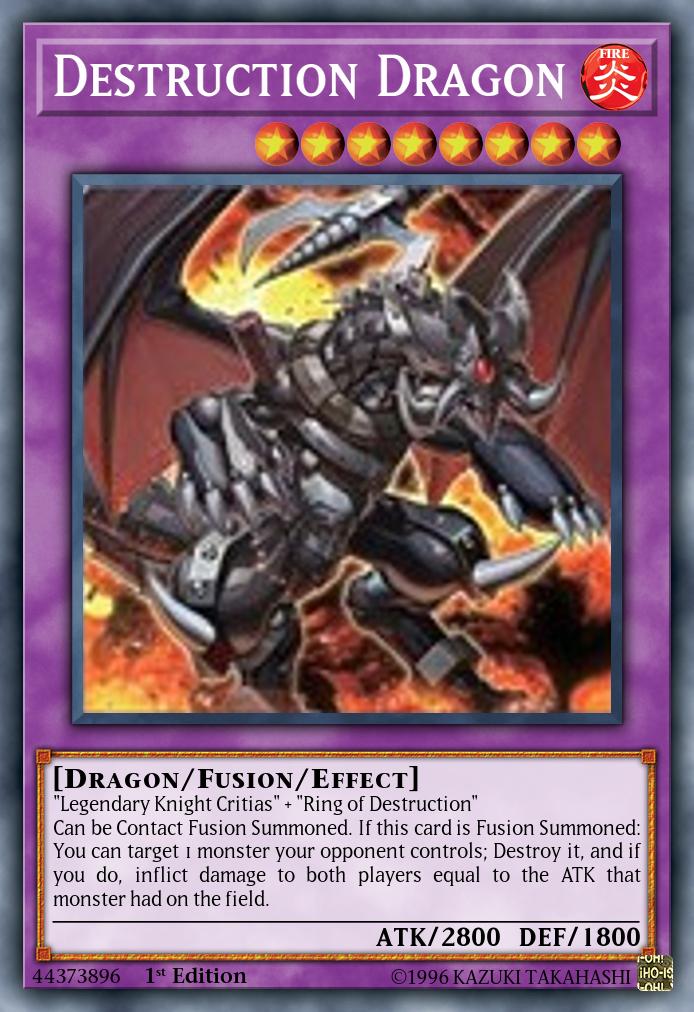 DESTRUCTION DRAGON
FIRE
炎
[DRAGON/FUSION/EFFECT]
"Legendary Knight Critias" + "Ring of Destruction"
Can be Contact Fusion Summoned. If this card is Fusion Summoned:
You can target 1 monster your opponent controls; Destroy it, and if
you do, inflict damage to both players equal to the ATK that
monster had on the field.
ATK/2800 DEF/1800
44373896 1st Edition ©1996 KAZUKI TAKAHASHI